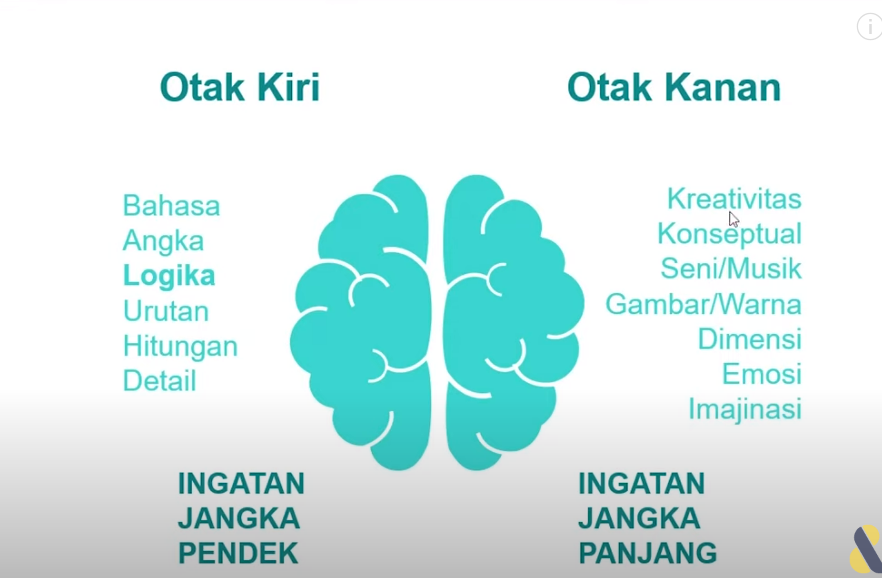 Otak Kiri
Otak Kanan
Bahasa
Angka
Logika
Urutan
Hitungan
Detail
Kreativitas
Konseptual
Seni/Musik
Gambar/Warna
Dimensi
Emosi
Imajinasi
INGATAN
JANGKA
PENDEK
INGATAN
JANGKA
PANJANG